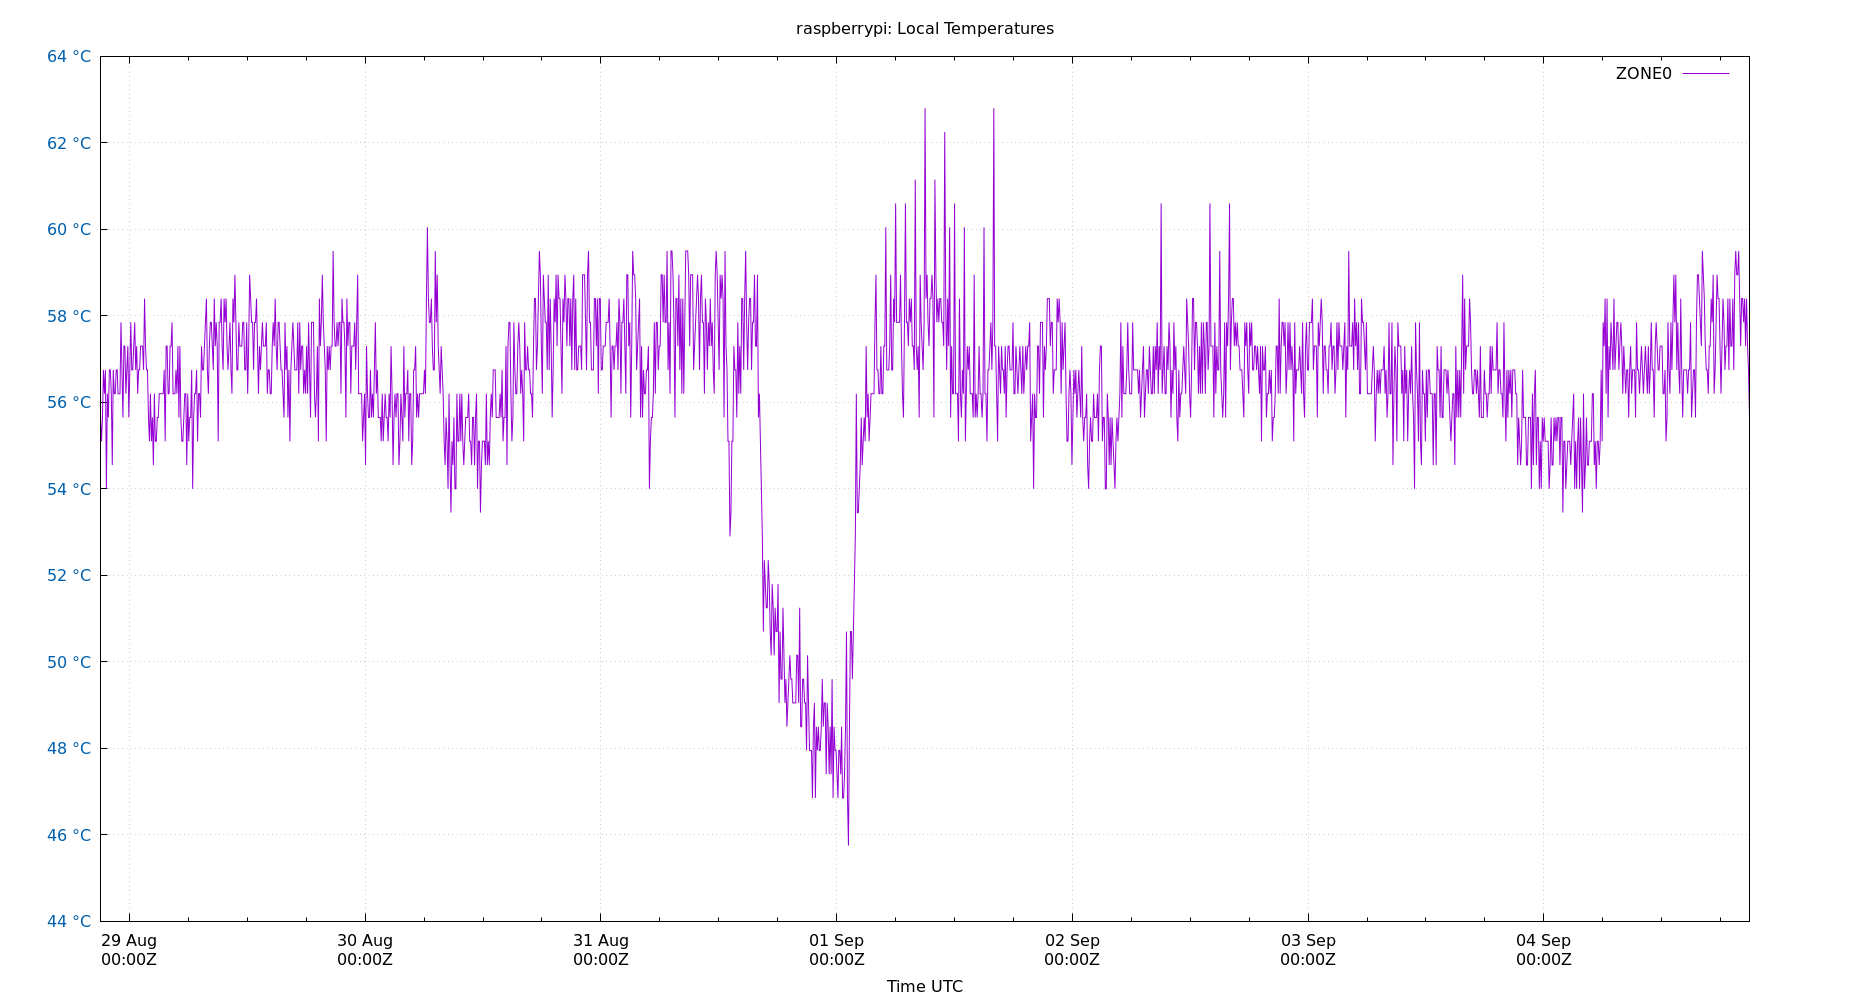 raspberrypi: Local Temperatures
ZONE0
64 °C
62 °C
60 °C
58 °C
56 °C
54 °C
52 °C
50 °C
48 °C
46 °C
44 °C
29 Aug 30 Aug 31 Aug 01 Sep 02 Sep 03 Sep 04 Sep
00:00Z 00:00Z 00:00Z 00:00Z 00:00Z 00:00Z 00:00Z
Time UTC